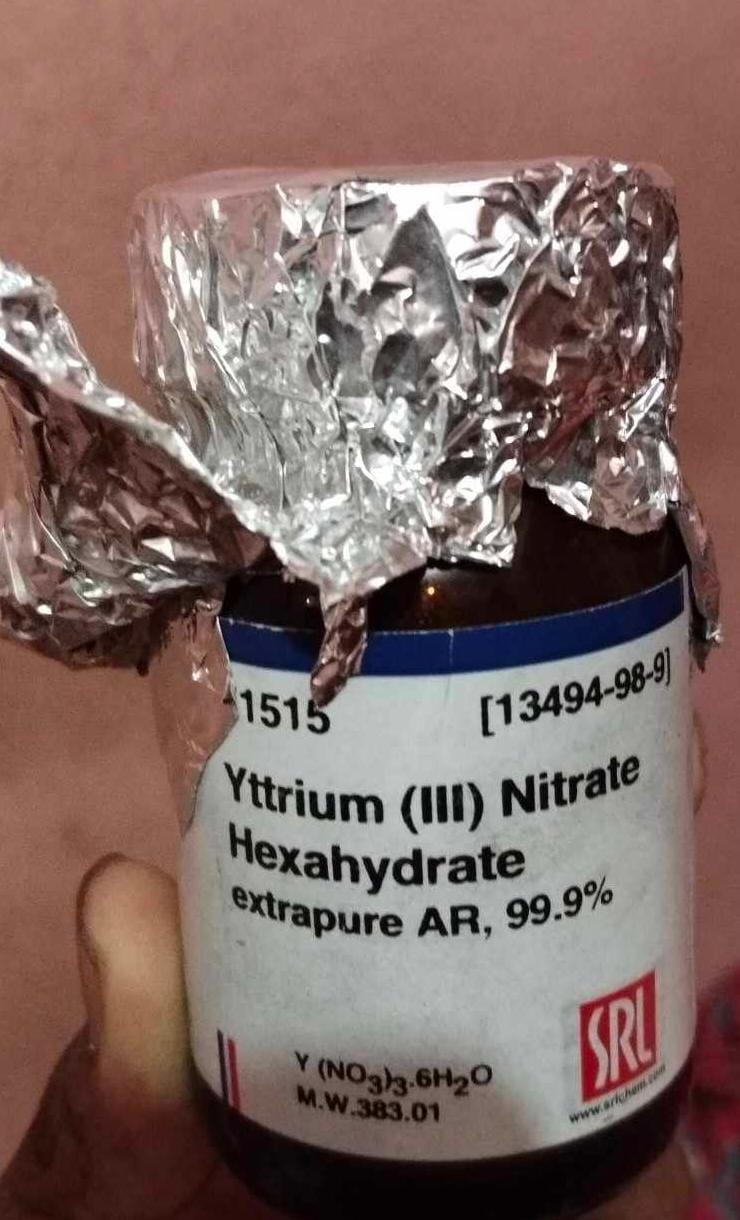 1515 [13494-98-9]
Yttrium (III) Nitrate
Hexahydrate
extrapure AR, 99.9%
Y (NO₃)₃.6H₂O
M.W.383.01
SRL
www.srlchem.com